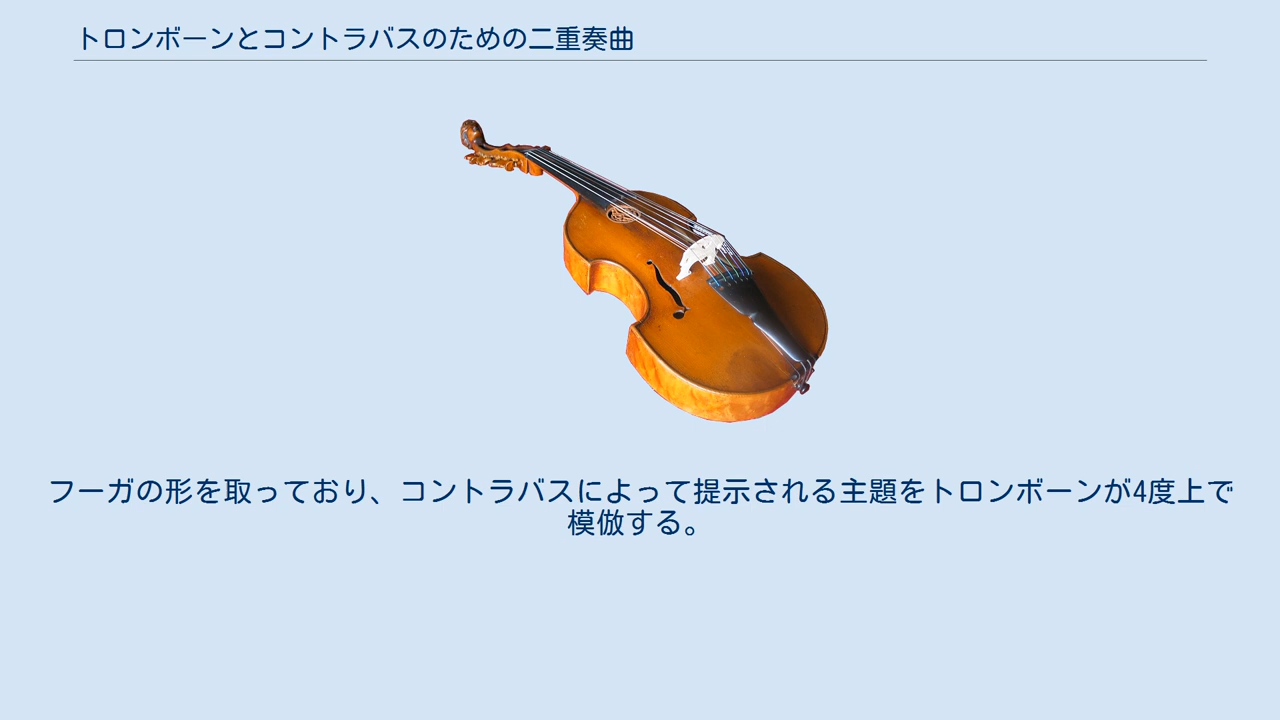 トロンボーンとコントラバスのための二重奏曲
フーガの形を取っており、コントラバスによって提示される主題をトロンボーンが4度上で
模倣する。